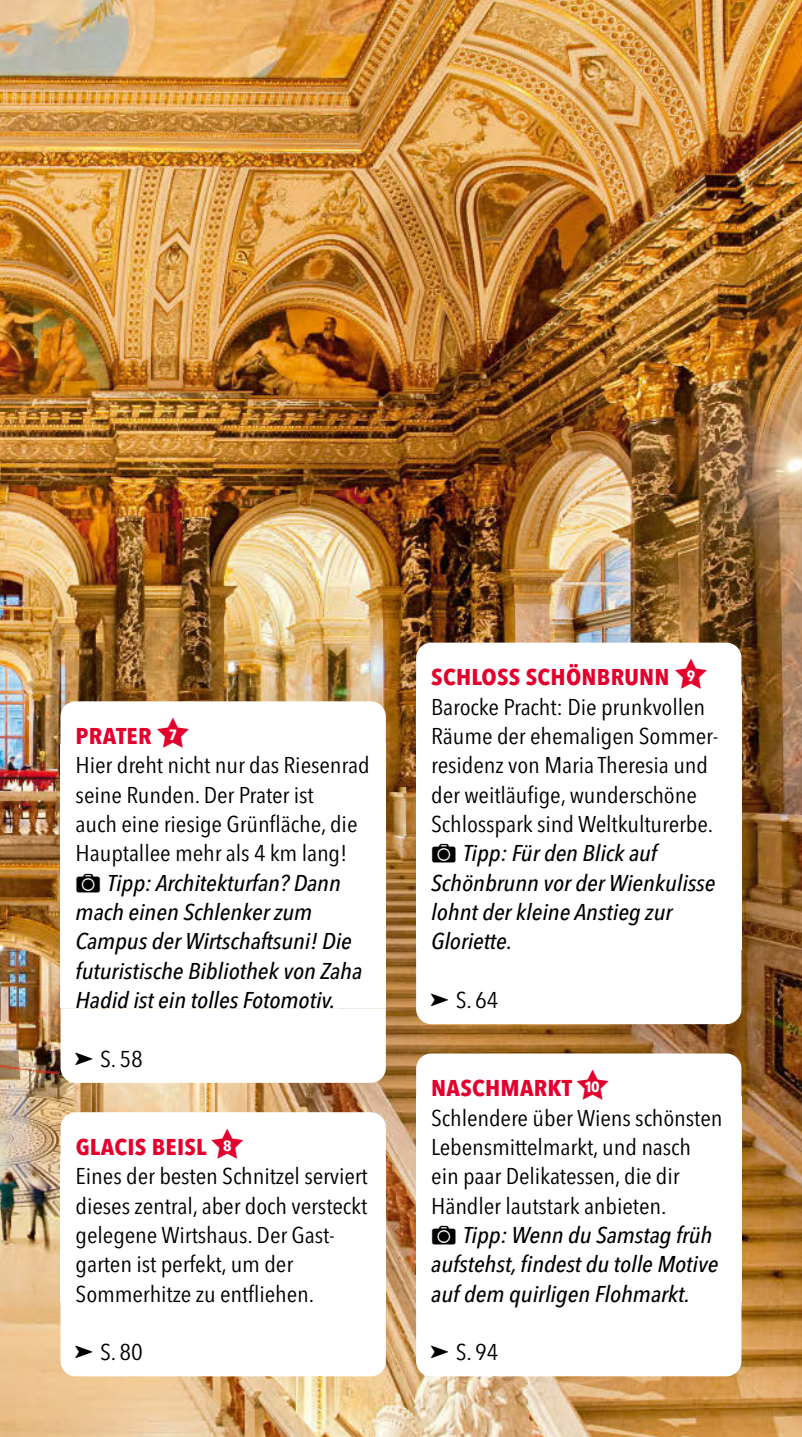 PRATER 7
Hier dreht nicht nur das Riesenrad
seine Runden. Der Prater ist
auch eine riesige Grünfläche, die
Hauptallee mehr als 4 km lang!
Tipp: Architekturfan? Dann
mach einen Schlenker zum
Campus der Wirtschaftsuni! Die
futuristische Bibliothek von Zaha
Hadid ist ein tolles Fotomotiv.
➤ S. 58
GLACIS BEISL 8
Eines der besten Schnitzel serviert
dieses zentral, aber doch versteckt
gelegene Wirtshaus. Der Gast-
garten ist perfekt, um der
Sommerhitze zu entfliehen.
➤ S. 80
SCHLOSS SCHÖNBRUNN 9
Barocke Pracht: Die prunkvollen
Räume der ehemaligen Sommer-
residenz von Maria Theresia und
der weitläufige, wunderschöne
Schlosspark sind Weltkulturerbe.
Tipp: Für den Blick auf
Schönbrunn vor der Wienkulisse
lohnt der kleine Anstieg zur
Gloriette.
➤ S. 64
NASCHMARKT 10
Schlendere über Wiens schönsten
Lebensmittelmarkt, und nasch
ein paar Delikatessen, die dir
Händler lautstark anbieten.
Tipp: Wenn du Samstag früh
aufstehst, findest du tolle Motive
auf dem quirligen Flohmarkt.
➤ S. 94